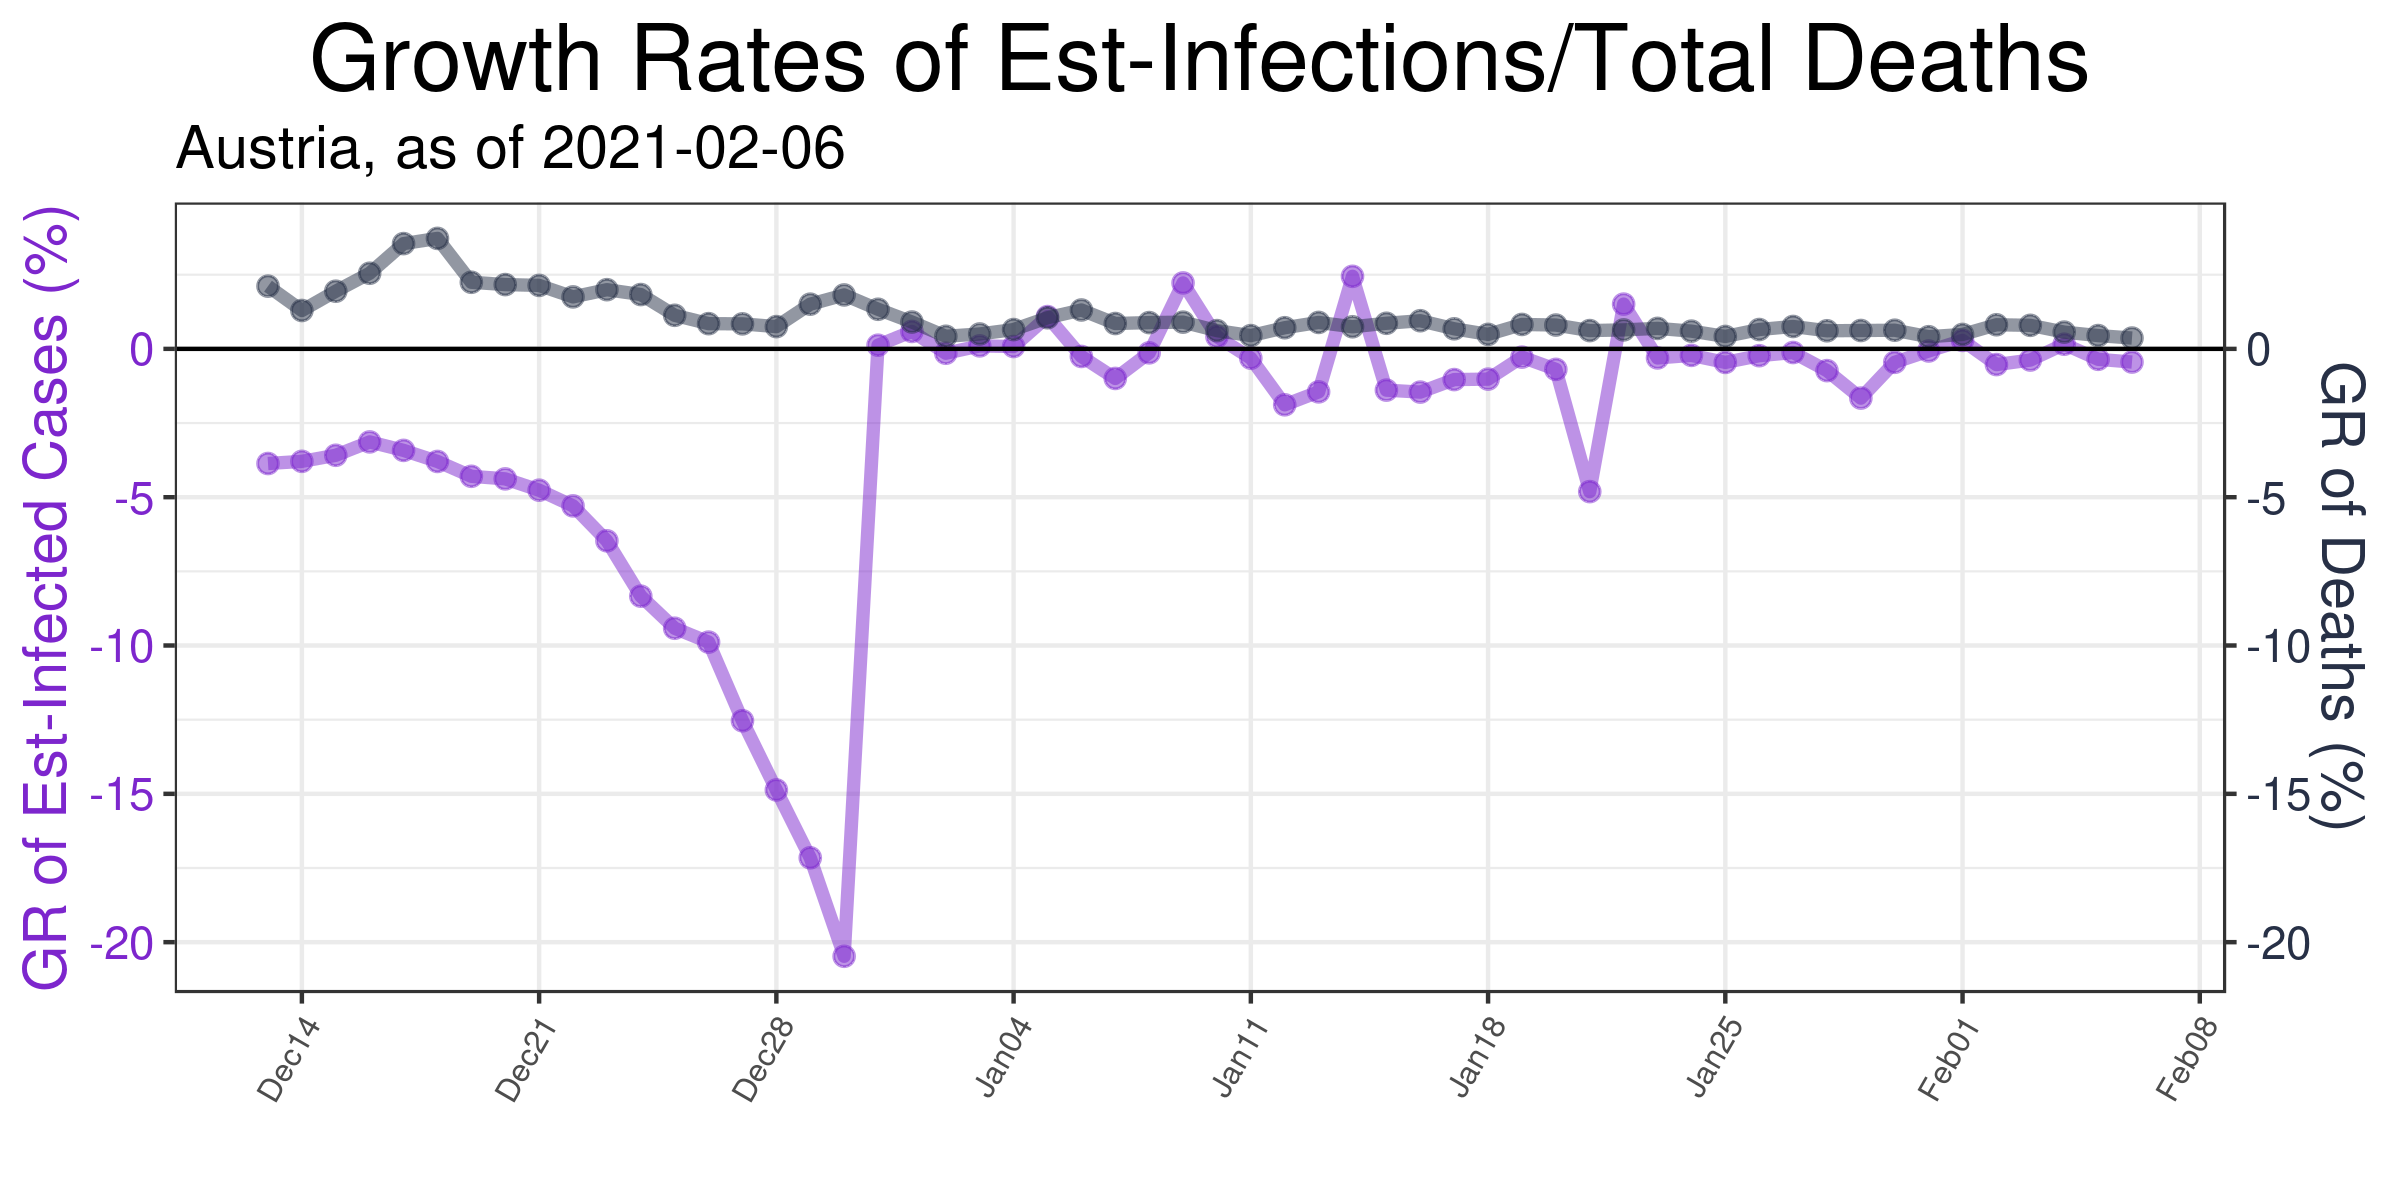 Growth Rates of Est-Infections/Total Deaths
Austria, as of 2021-02-06
GR of Est-Infected Cases (%)
0
-5
-10
-15
-20
0
-5
-10
-15
-20
GR of Deaths (%)
Dec14
Dec21
Dec28
Jan04
Jan11
Jan18
Jan25
Feb01
Feb08